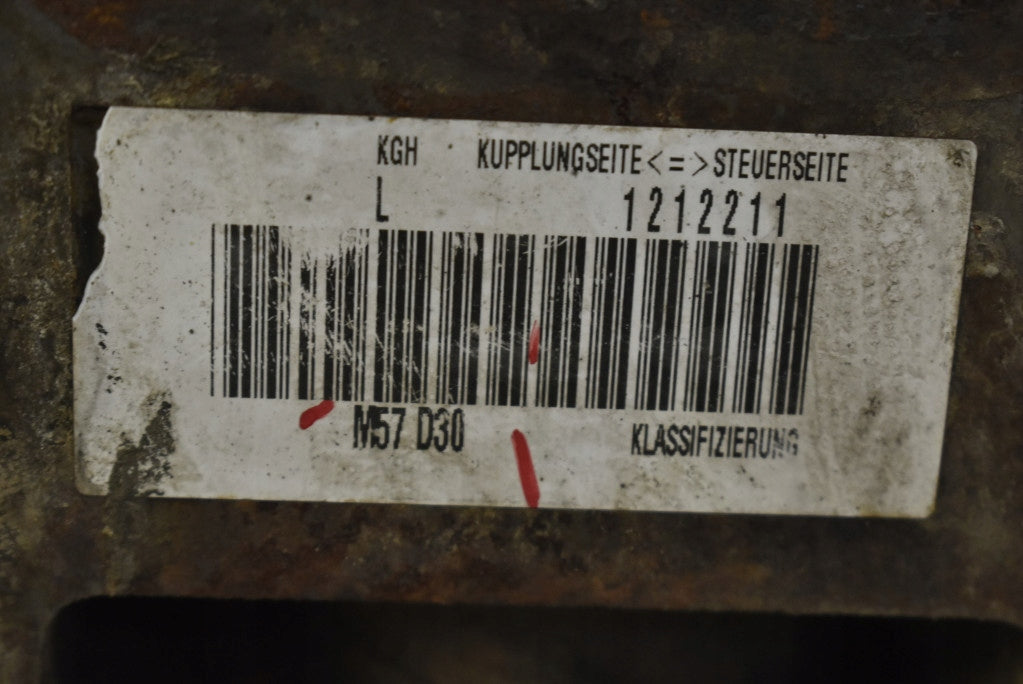 KGH KUPPLUNGSEITE<=>STEUERSEITE
L 1212211
M57 D30 KLASSIFIZIERUNG